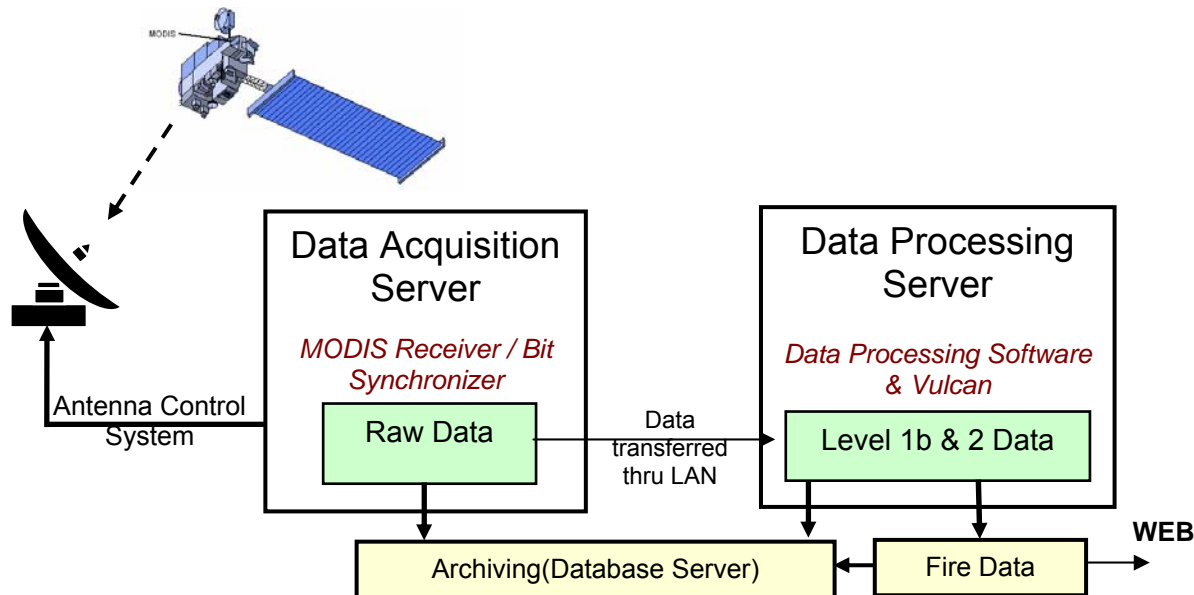 MODIS
Data Acquisition
Server
MODIS Receiver / Bit
Synchronizer
Raw Data
Antenna Control
System
Data
transferred
thru LAN
Data Processing
Server
Data Processing Software
& Vulcan
Level 1b & 2 Data
WEB
Archiving(Database Server)
Fire Data